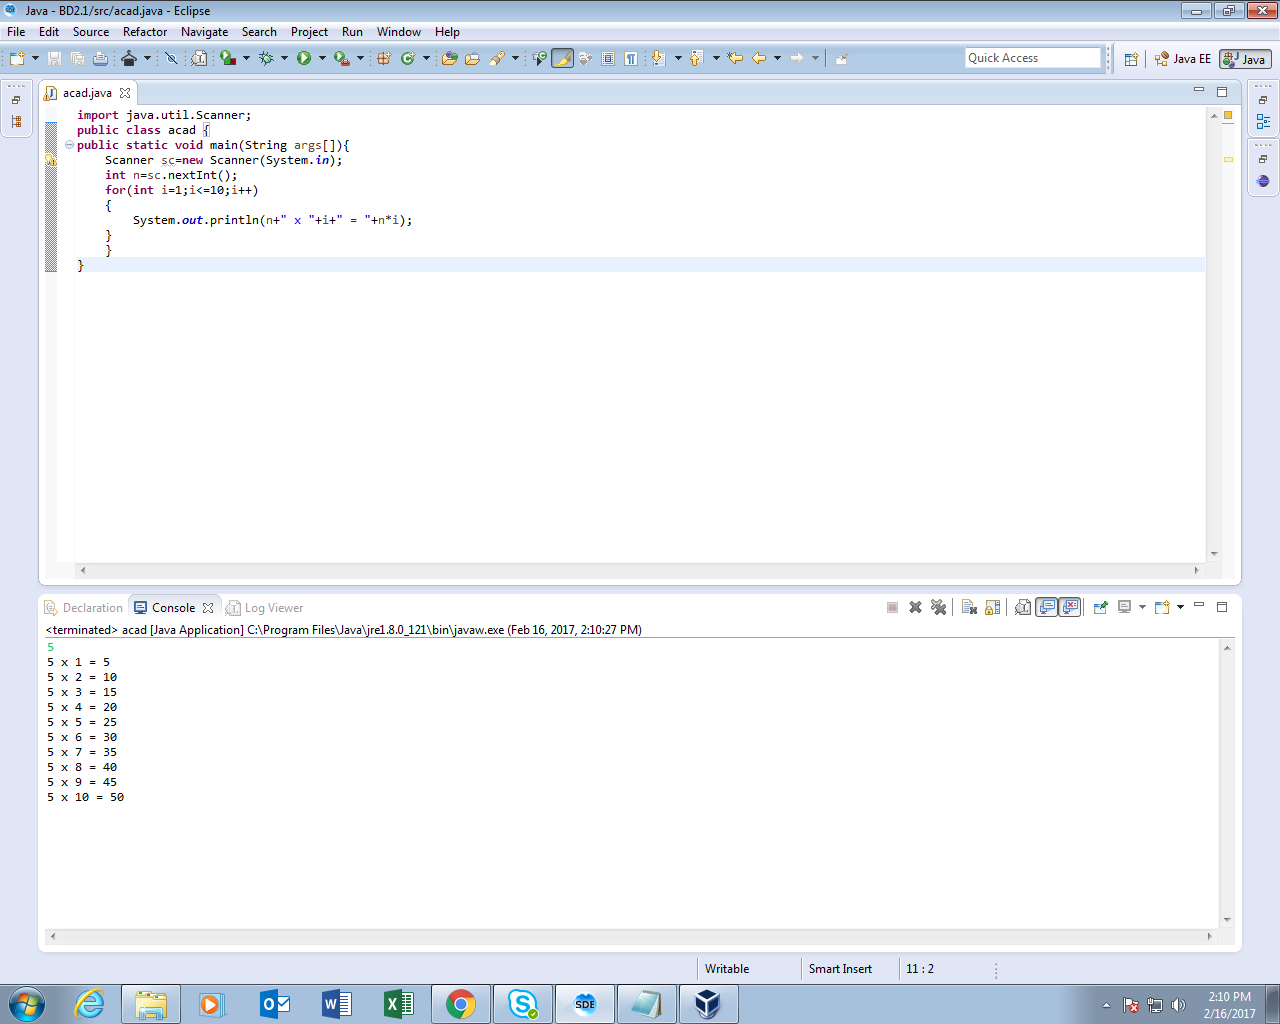 Java - BD2.1/src/acad.java - Eclipse
File Edit Source Refactor Navigate Search Project Run Window Help
Quick Access
Java EE
Java
acad.java
import java.util.Scanner;
public class acad {
public static void main(String args[]){
Scanner sc=new Scanner(System.in);
int n=sc.nextInt();
for(int i=1;i<=10;i++)
{
System.out.println(n+" x "+i+" = "+n*i);
}
}
}
Declaration Console Log Viewer
<terminated> acad [Java Application] C:\Program Files\Java\jre1.8.0_121\bin\javaw.exe (Feb 16, 2017, 2:10:27 PM)
5
5 x 1 = 5
5 x 2 = 10
5 x 3 = 15
5 x 4 = 20
5 x 5 = 25
5 x 6 = 30
5 x 7 = 35
5 x 8 = 40
5 x 9 = 45
5 x 10 = 50
Writable Smart Insert 11 : 2
SDE
2:10 PM
2/16/2017